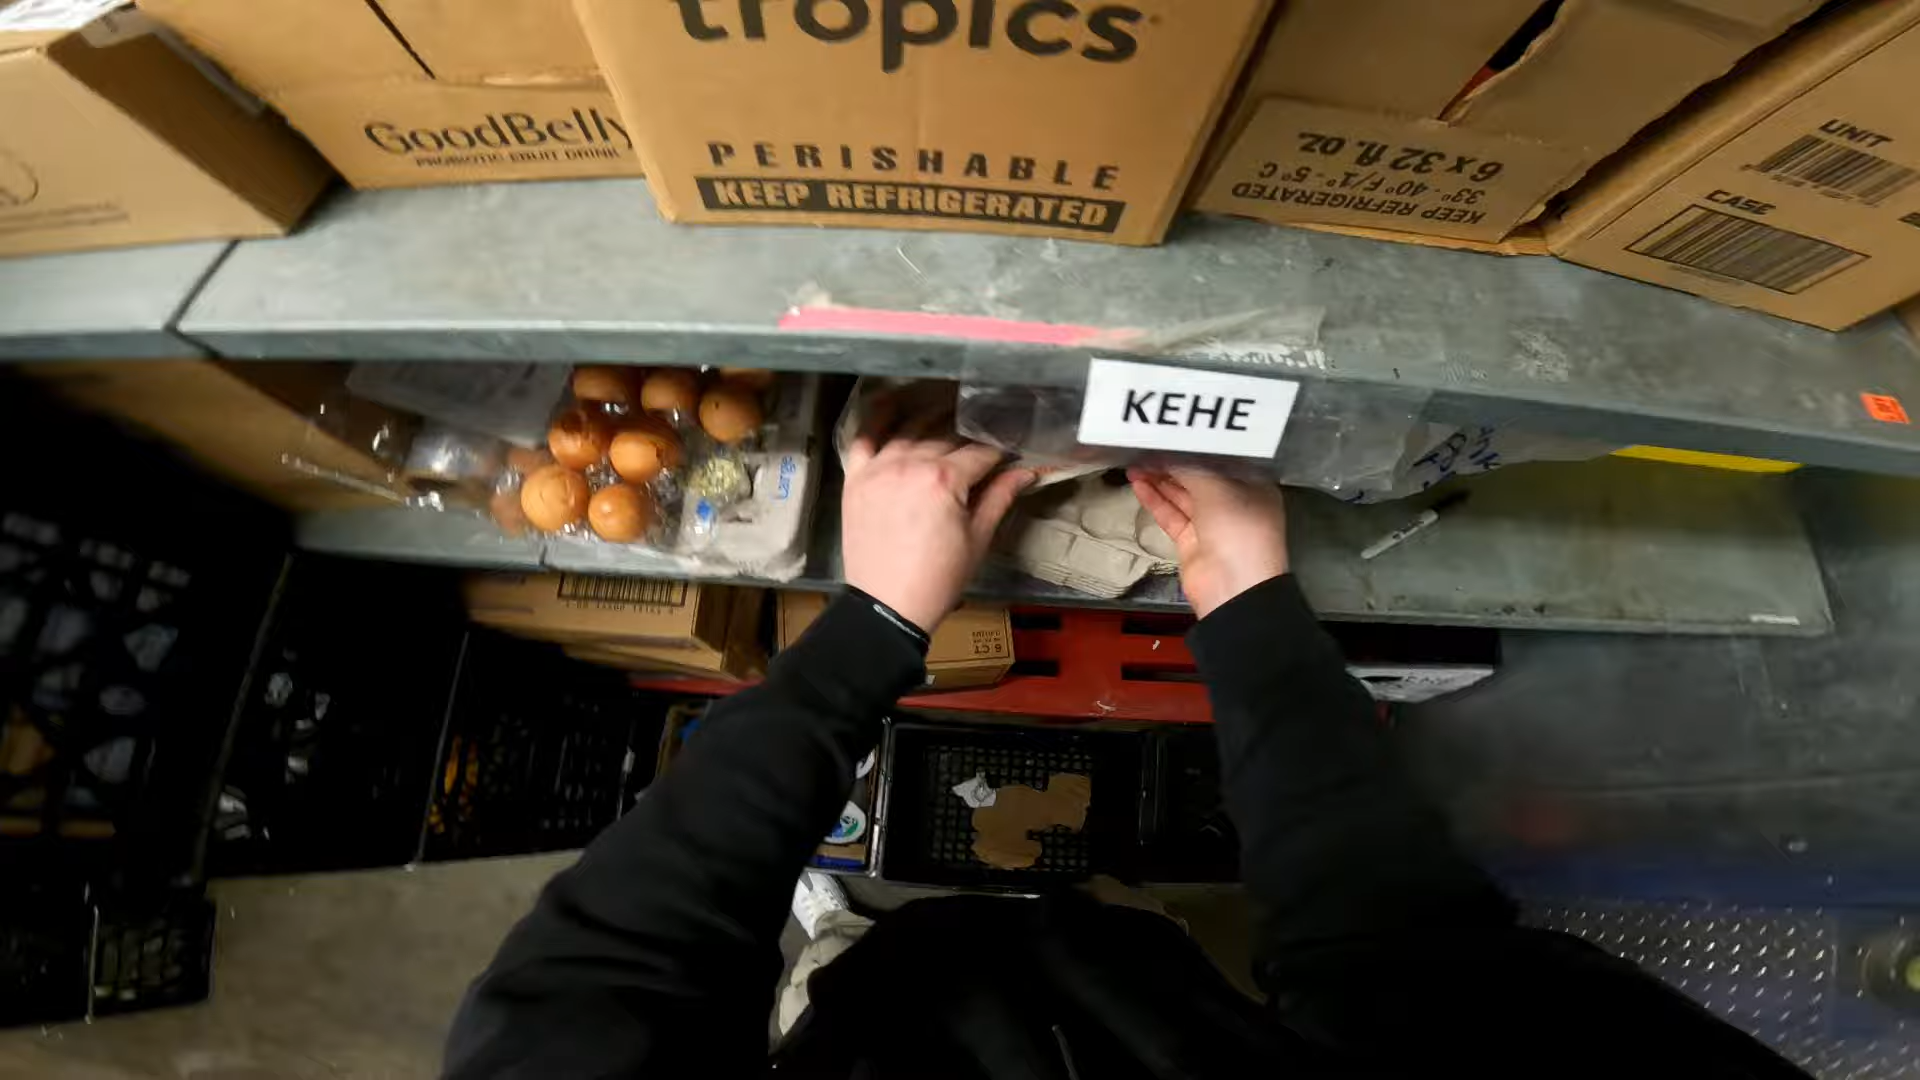 tropics
GoodBelly
PROBIOTIC FRUIT DRINK
PERISHABLE
KEEP REFRIGERATED
6 x 32 fl. OZ.
33°-40°F/1°-5°C
KEEP REFRIGERATED
UNIT
CASE
KEHE
Large
6 CT